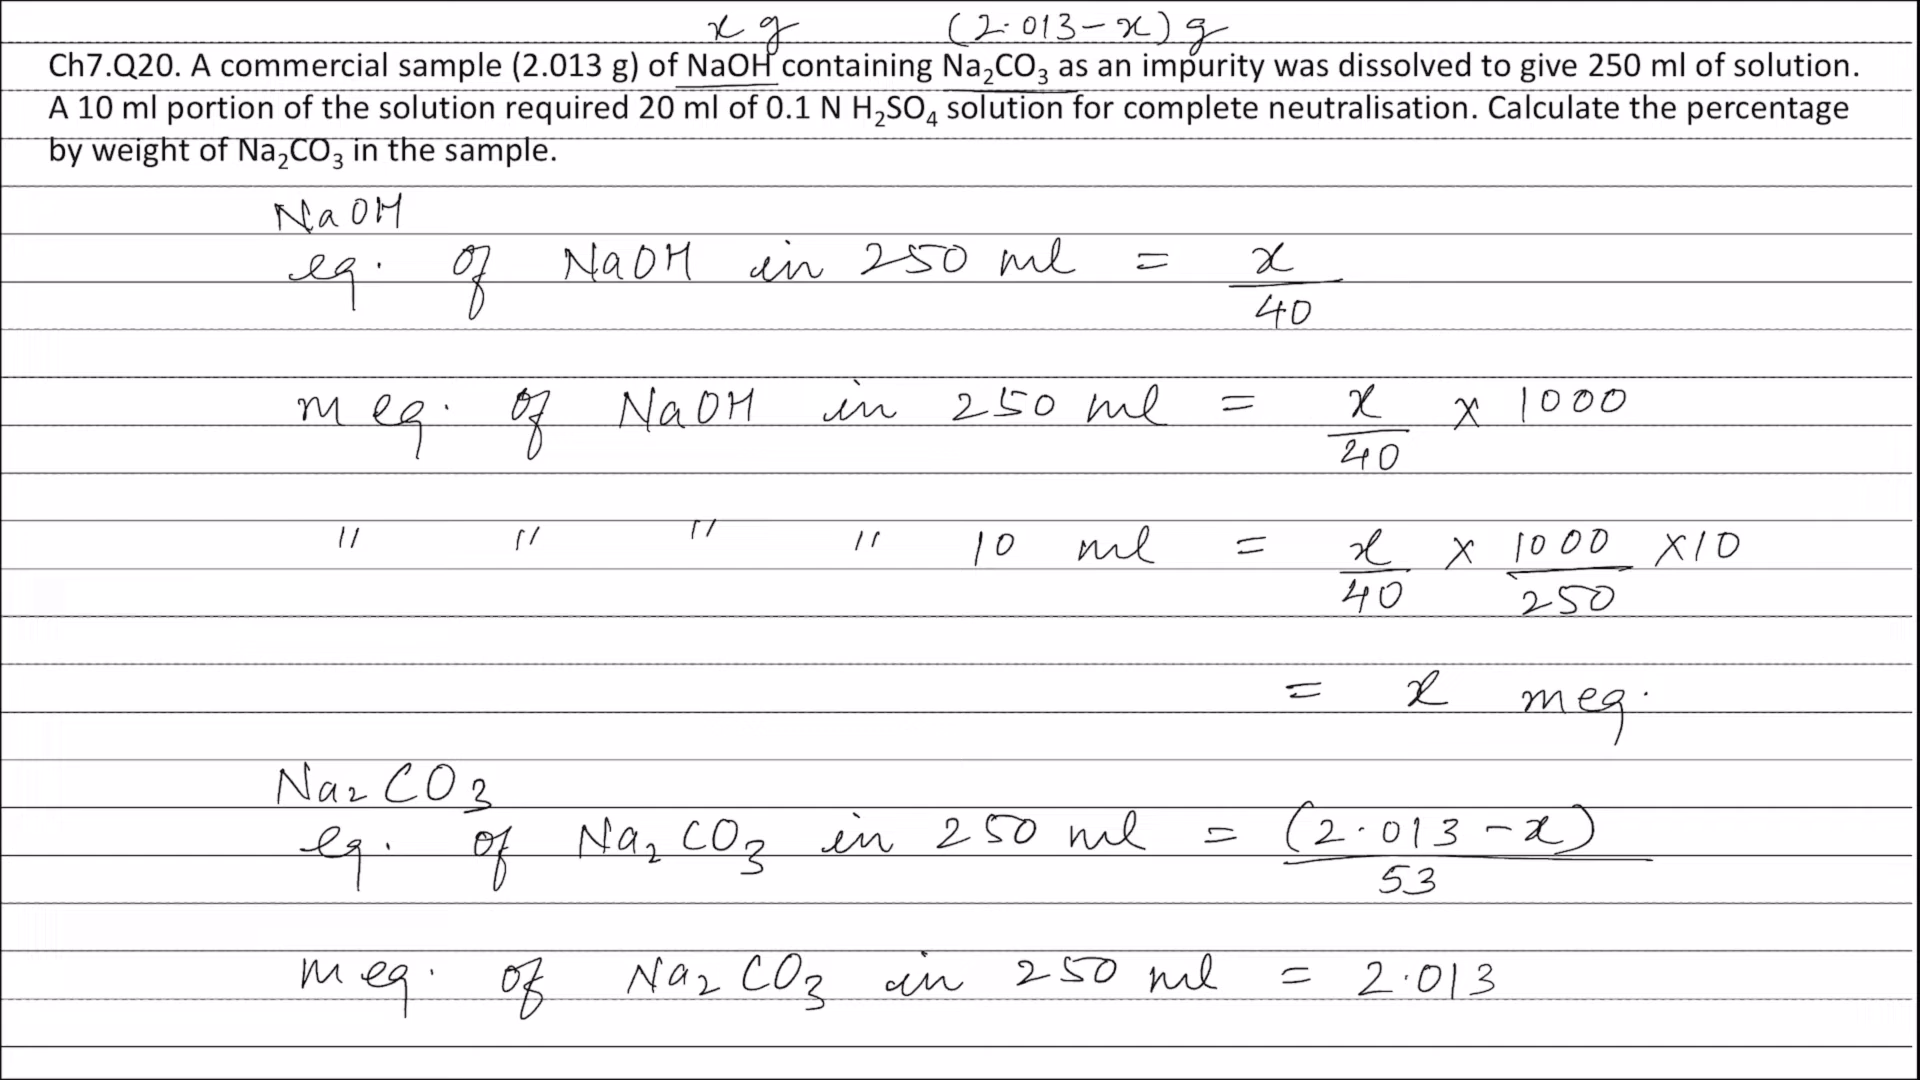 x g (2.013-x) g
Ch7.Q20. A commercial sample (2.013 g) of NaOH containing Na₂CO₃ as an impurity was dissolved to give 250 ml of solution.
A 10 ml portion of the solution required 20 ml of 0.1 N H₂SO₄ solution for complete neutralisation. Calculate the percentage
by weight of Na₂CO₃ in the sample.
NaOH
eq. of NaOH in 250 ml = x/40
meq. of NaOH in 250 ml = x/40 × 1000
" " " " 10 ml = x/40 × 1000/250 × 10
= x meq.
Na₂CO₃
eq. of Na₂CO₃ in 250 ml = (2.013-x)/53
meq. of Na₂CO₃ in 250 ml = 2.013